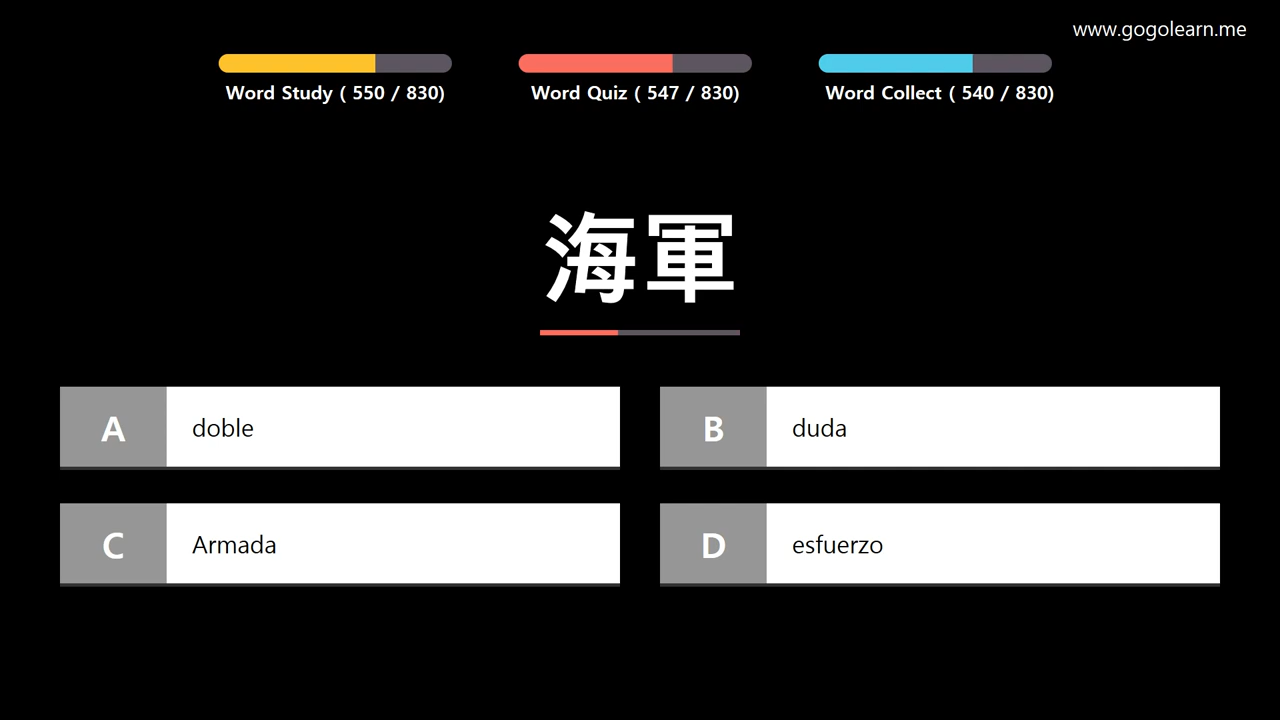 www.gogolearn.me
Word Study ( 550 / 830)
Word Quiz ( 547 / 830)
Word Collect ( 540 / 830)
海軍
A doble
B duda
C Armada
D esfuerzo